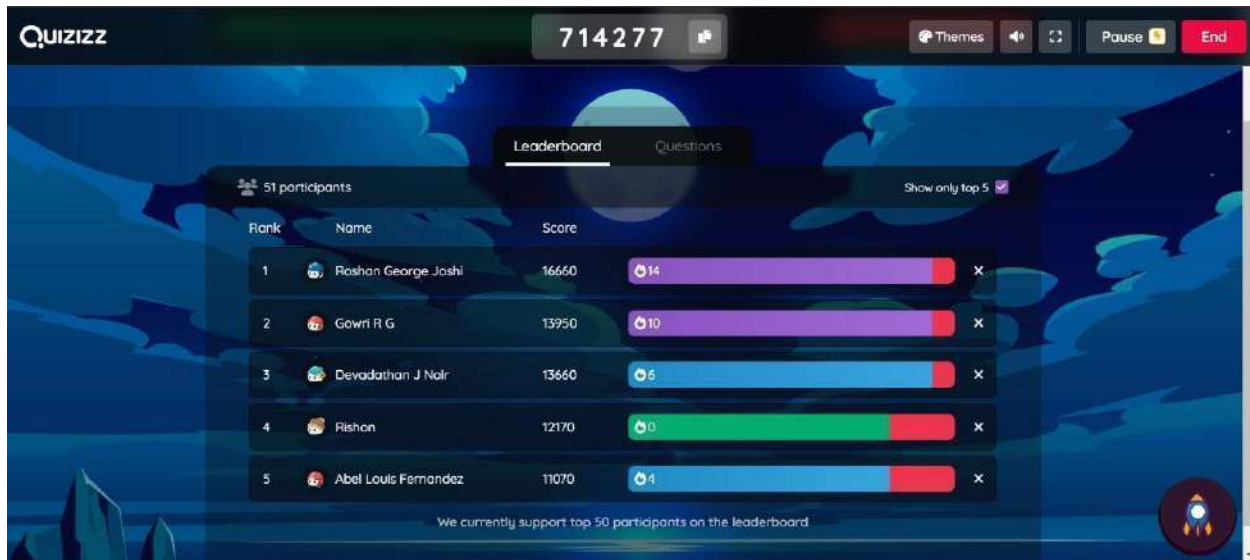 QUIZIZZ 714277 Themes Pause End
Leaderboard Questions
51 participants Show only top 5
Rank Name Score
1 Roshan George Joshi 16660 14
2 Gowri R G 13950 10
3 Devadathan J Nair 13660 6
4 Rishon 12170 0
5 Abel Louis Fernandez 11070 4
We currently support top 50 participants on the leaderboard